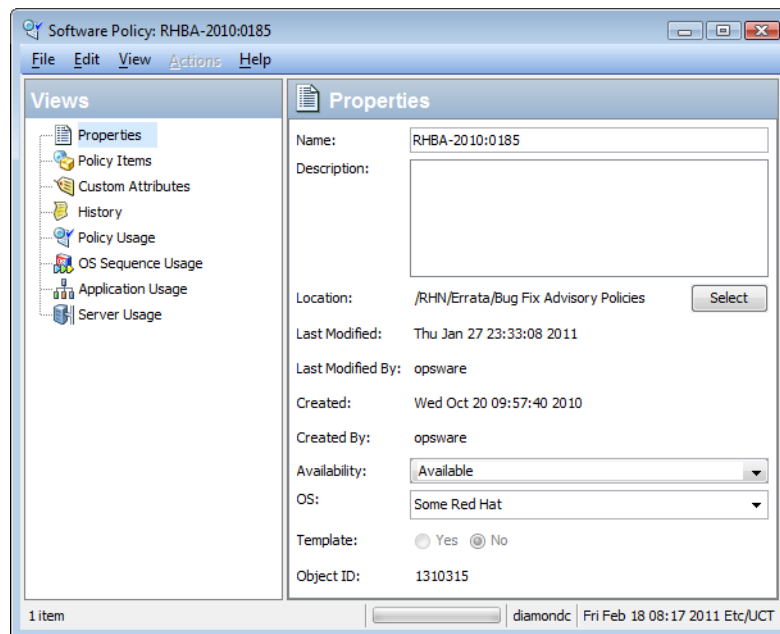 Software Policy: RHBA-2010:0185
File Edit View Actions Help
Views
Properties
Policy Items
Custom Attributes
History
Policy Usage
OS Sequence Usage
Application Usage
Server Usage
Properties
Name: RHBA-2010:0185
Description:
Location: /RHN/Errata/Bug Fix Advisory Policies Select
Last Modified: Thu Jan 27 23:33:08 2011
Last Modified By: opsware
Created: Wed Oct 20 09:57:40 2010
Created By: opsware
Availability: Available
OS: Some Red Hat
Template: Yes No
Object ID: 1310315
1 item diamondc Fri Feb 18 08:17 2011 Etc/UCT